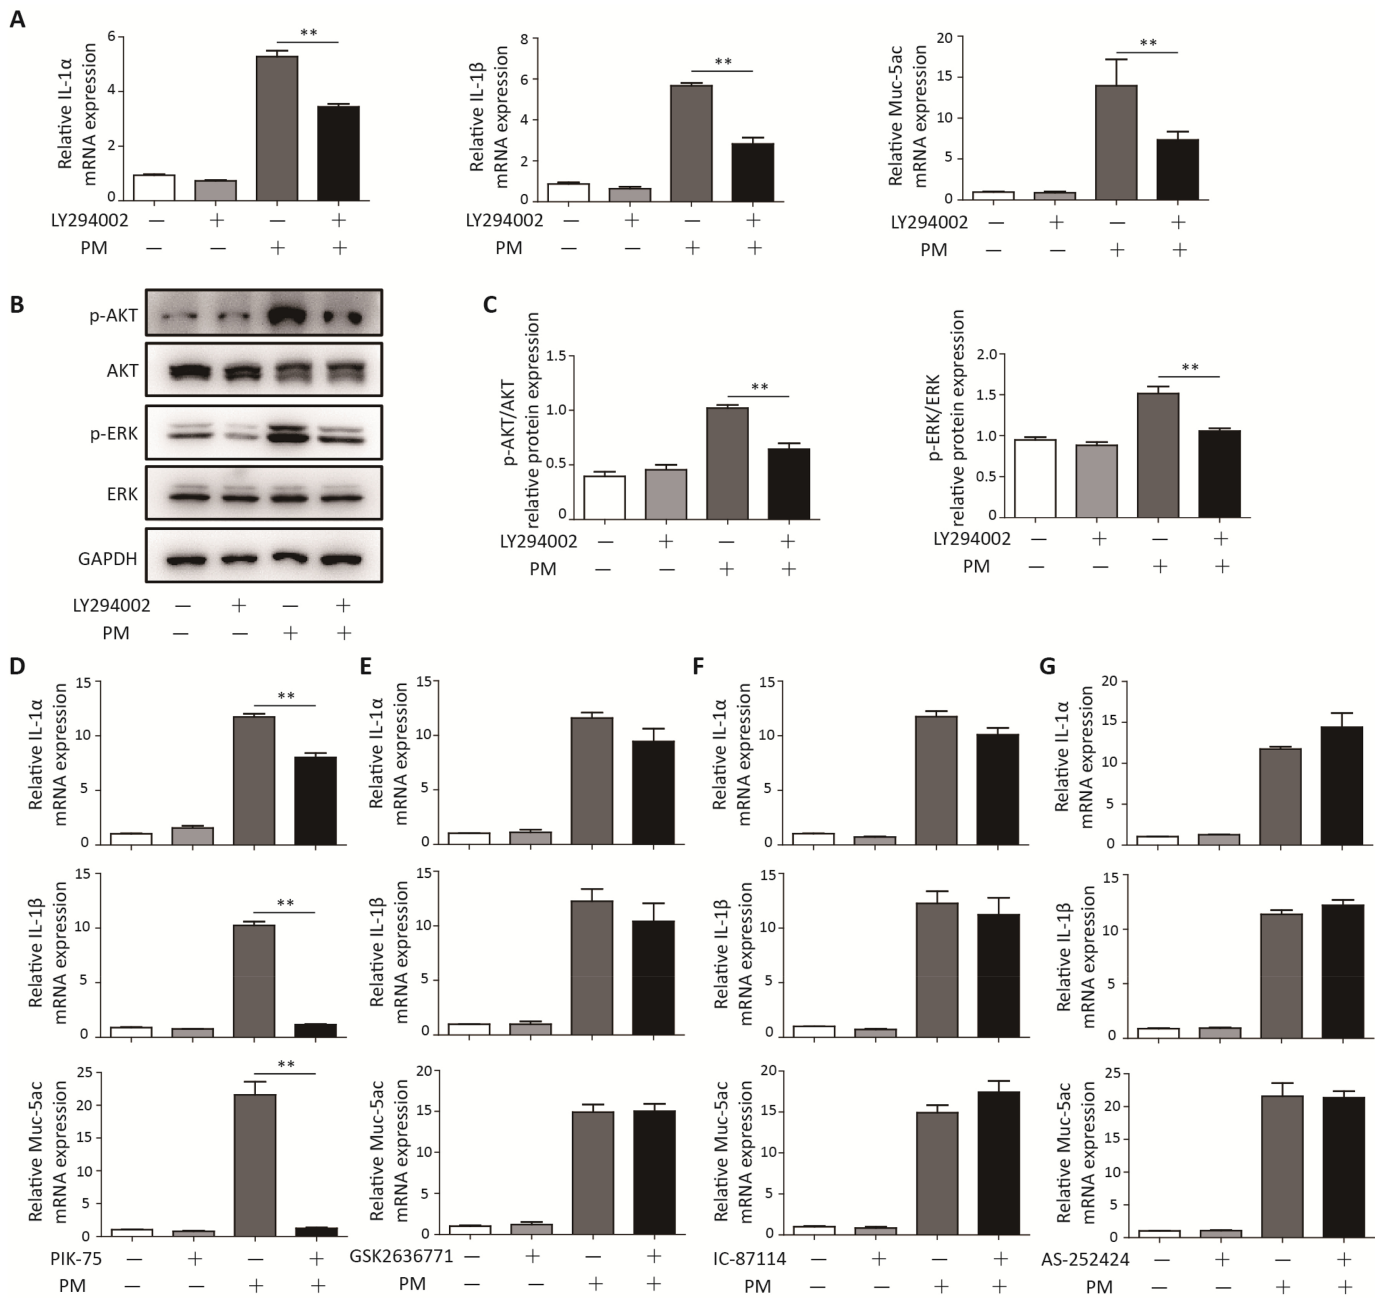 A
Relative IL-1α
mRNA expression
6
4
2
0
**
LY294002 — + — +
PM — — + +
Relative IL-1β
mRNA expression
8
6
4
2
0
**
LY294002 — + — +
PM — — + +
Relative Muc-5ac
mRNA expression
20
15
10
5
0
**
LY294002 — + — +
PM — — + +
B
p-AKT
AKT
p-ERK
ERK
GAPDH
LY294002 — + — +
PM — — + +
C
p-AKT/AKT
relative protein expression
1.5
1.0
0.5
0
**
LY294002 — + — +
PM — — + +
p-ERK/ERK
relative protein expression
2.0
1.5
1.0
0.5
0
**
LY294002 — + — +
PM — — + +
D
Relative IL-1α
mRNA expression
15
10
5
0
**
Relative IL-1β
mRNA expression
15
10
5
0
**
Relative Muc-5ac
mRNA expression
25
20
15
10
5
0
**
PIK-75 — + — +
PM — — + +
E
Relative IL-1α
mRNA expression
15
10
5
0
Relative IL-1β
mRNA expression
15
10
5
0
Relative Muc-5ac
mRNA expression
20
15
10
5
0
GSK2636771 — + — +
PM — — + +
F
Relative IL-1α
mRNA expression
15
10
5
0
Relative IL-1β
mRNA expression
15
10
5
0
Relative Muc-5ac
mRNA expression
20
15
10
5
0
IC-87114 — + — +
PM — — + +
G
Relative IL-1α
mRNA expression
20
15
10
5
0
Relative IL-1β
mRNA expression
15
10
5
0
Relative Muc-5ac
mRNA expression
25
20
15
10
5
0
AS-252424 — + — +
PM — — + +